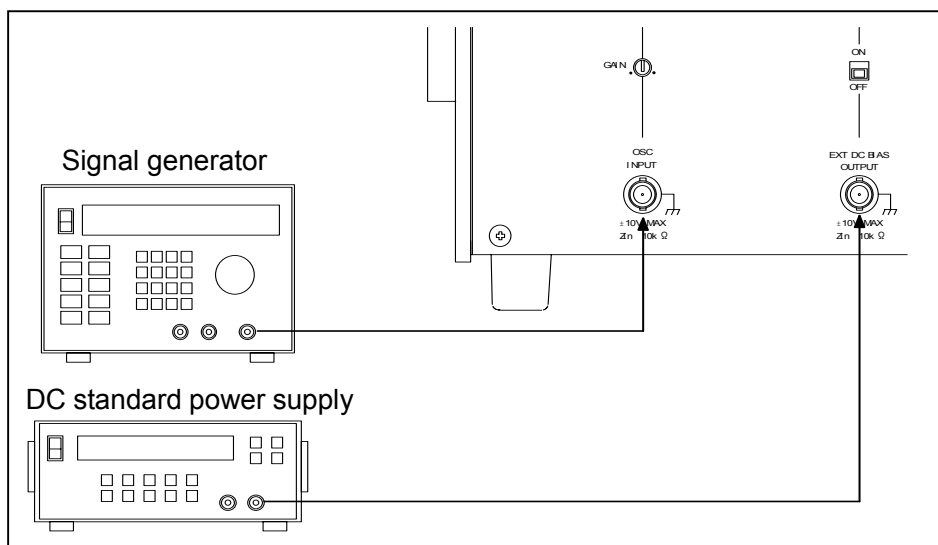 GAIN
ON
OFF
OSC
INPUT
EXT DC BIAS
OUTPUT
±10V MAX
Zin 10k Ω
±10V MAX
Zin 10k Ω
Signal generator
DC standard power supply